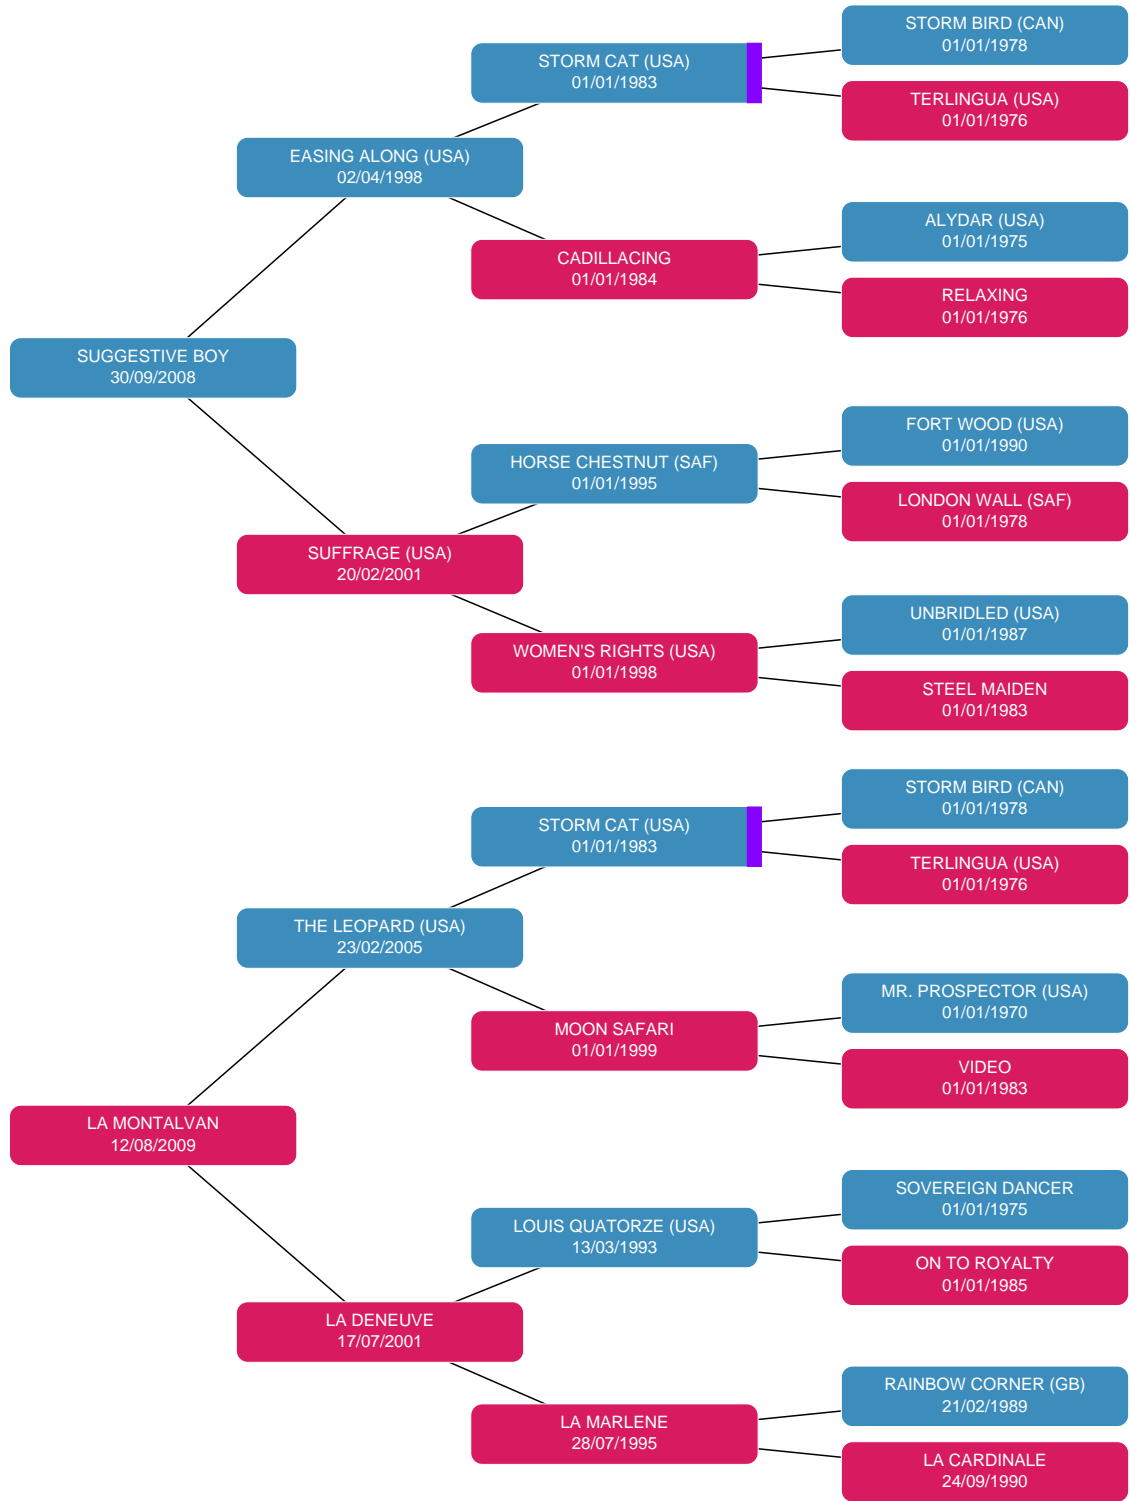 STORM BIRD (CAN)
01/01/1978
STORM CAT (USA)
01/01/1983
TERLINGUA (USA)
01/01/1976
EASING ALONG (USA)
02/04/1998
ALYDAR (USA)
01/01/1975
CADILLACING
01/01/1984
RELAXING
01/01/1976
SUGGESTIVE BOY
30/09/2008
FORT WOOD (USA)
01/01/1990
HORSE CHESTNUT (SAF)
01/01/1995
LONDON WALL (SAF)
01/01/1978
SUFFRAGE (USA)
20/02/2001
UNBRIDLED (USA)
01/01/1987
WOMEN'S RIGHTS (USA)
01/01/1998
STEEL MAIDEN
01/01/1983
STORM BIRD (CAN)
01/01/1978
STORM CAT (USA)
01/01/1983
TERLINGUA (USA)
01/01/1976
THE LEOPARD (USA)
23/02/2005
MR. PROSPECTOR (USA)
01/01/1970
MOON SAFARI
01/01/1999
VIDEO
01/01/1983
LA MONTALVAN
12/08/2009
SOVEREIGN DANCER
01/01/1975
LOUIS QUATORZE (USA)
13/03/1993
ON TO ROYALTY
01/01/1985
LA DENEUVE
17/07/2001
RAINBOW CORNER (GB)
21/02/1989
LA MARLENE
28/07/1995
LA CARDINALE
24/09/1990